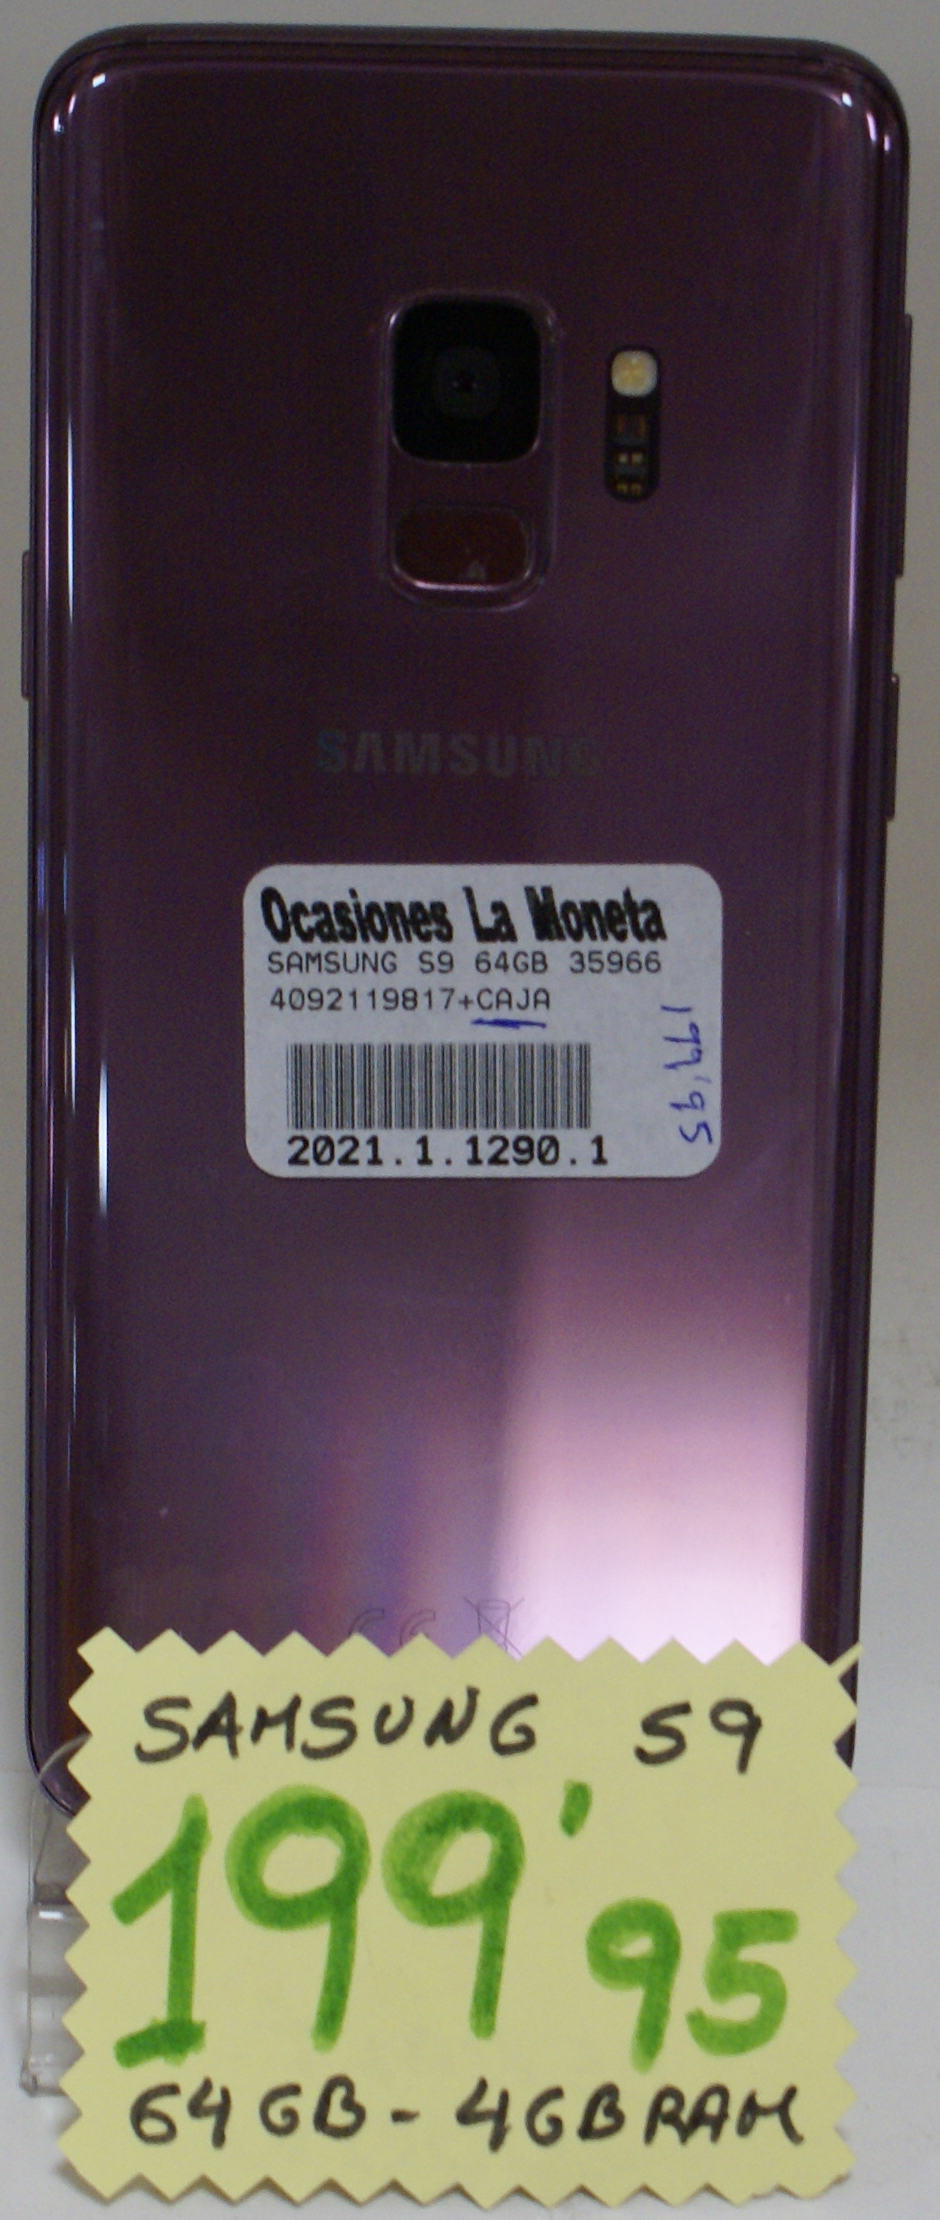 SAMSUNG
Ocasiones La Moneta
SAMSUNG S9 64GB 35966
4092119817+CAJA
199'95
2021.1.1290.1
CE
SAMSUNG S9
199'95
64GB - 4GB RAM